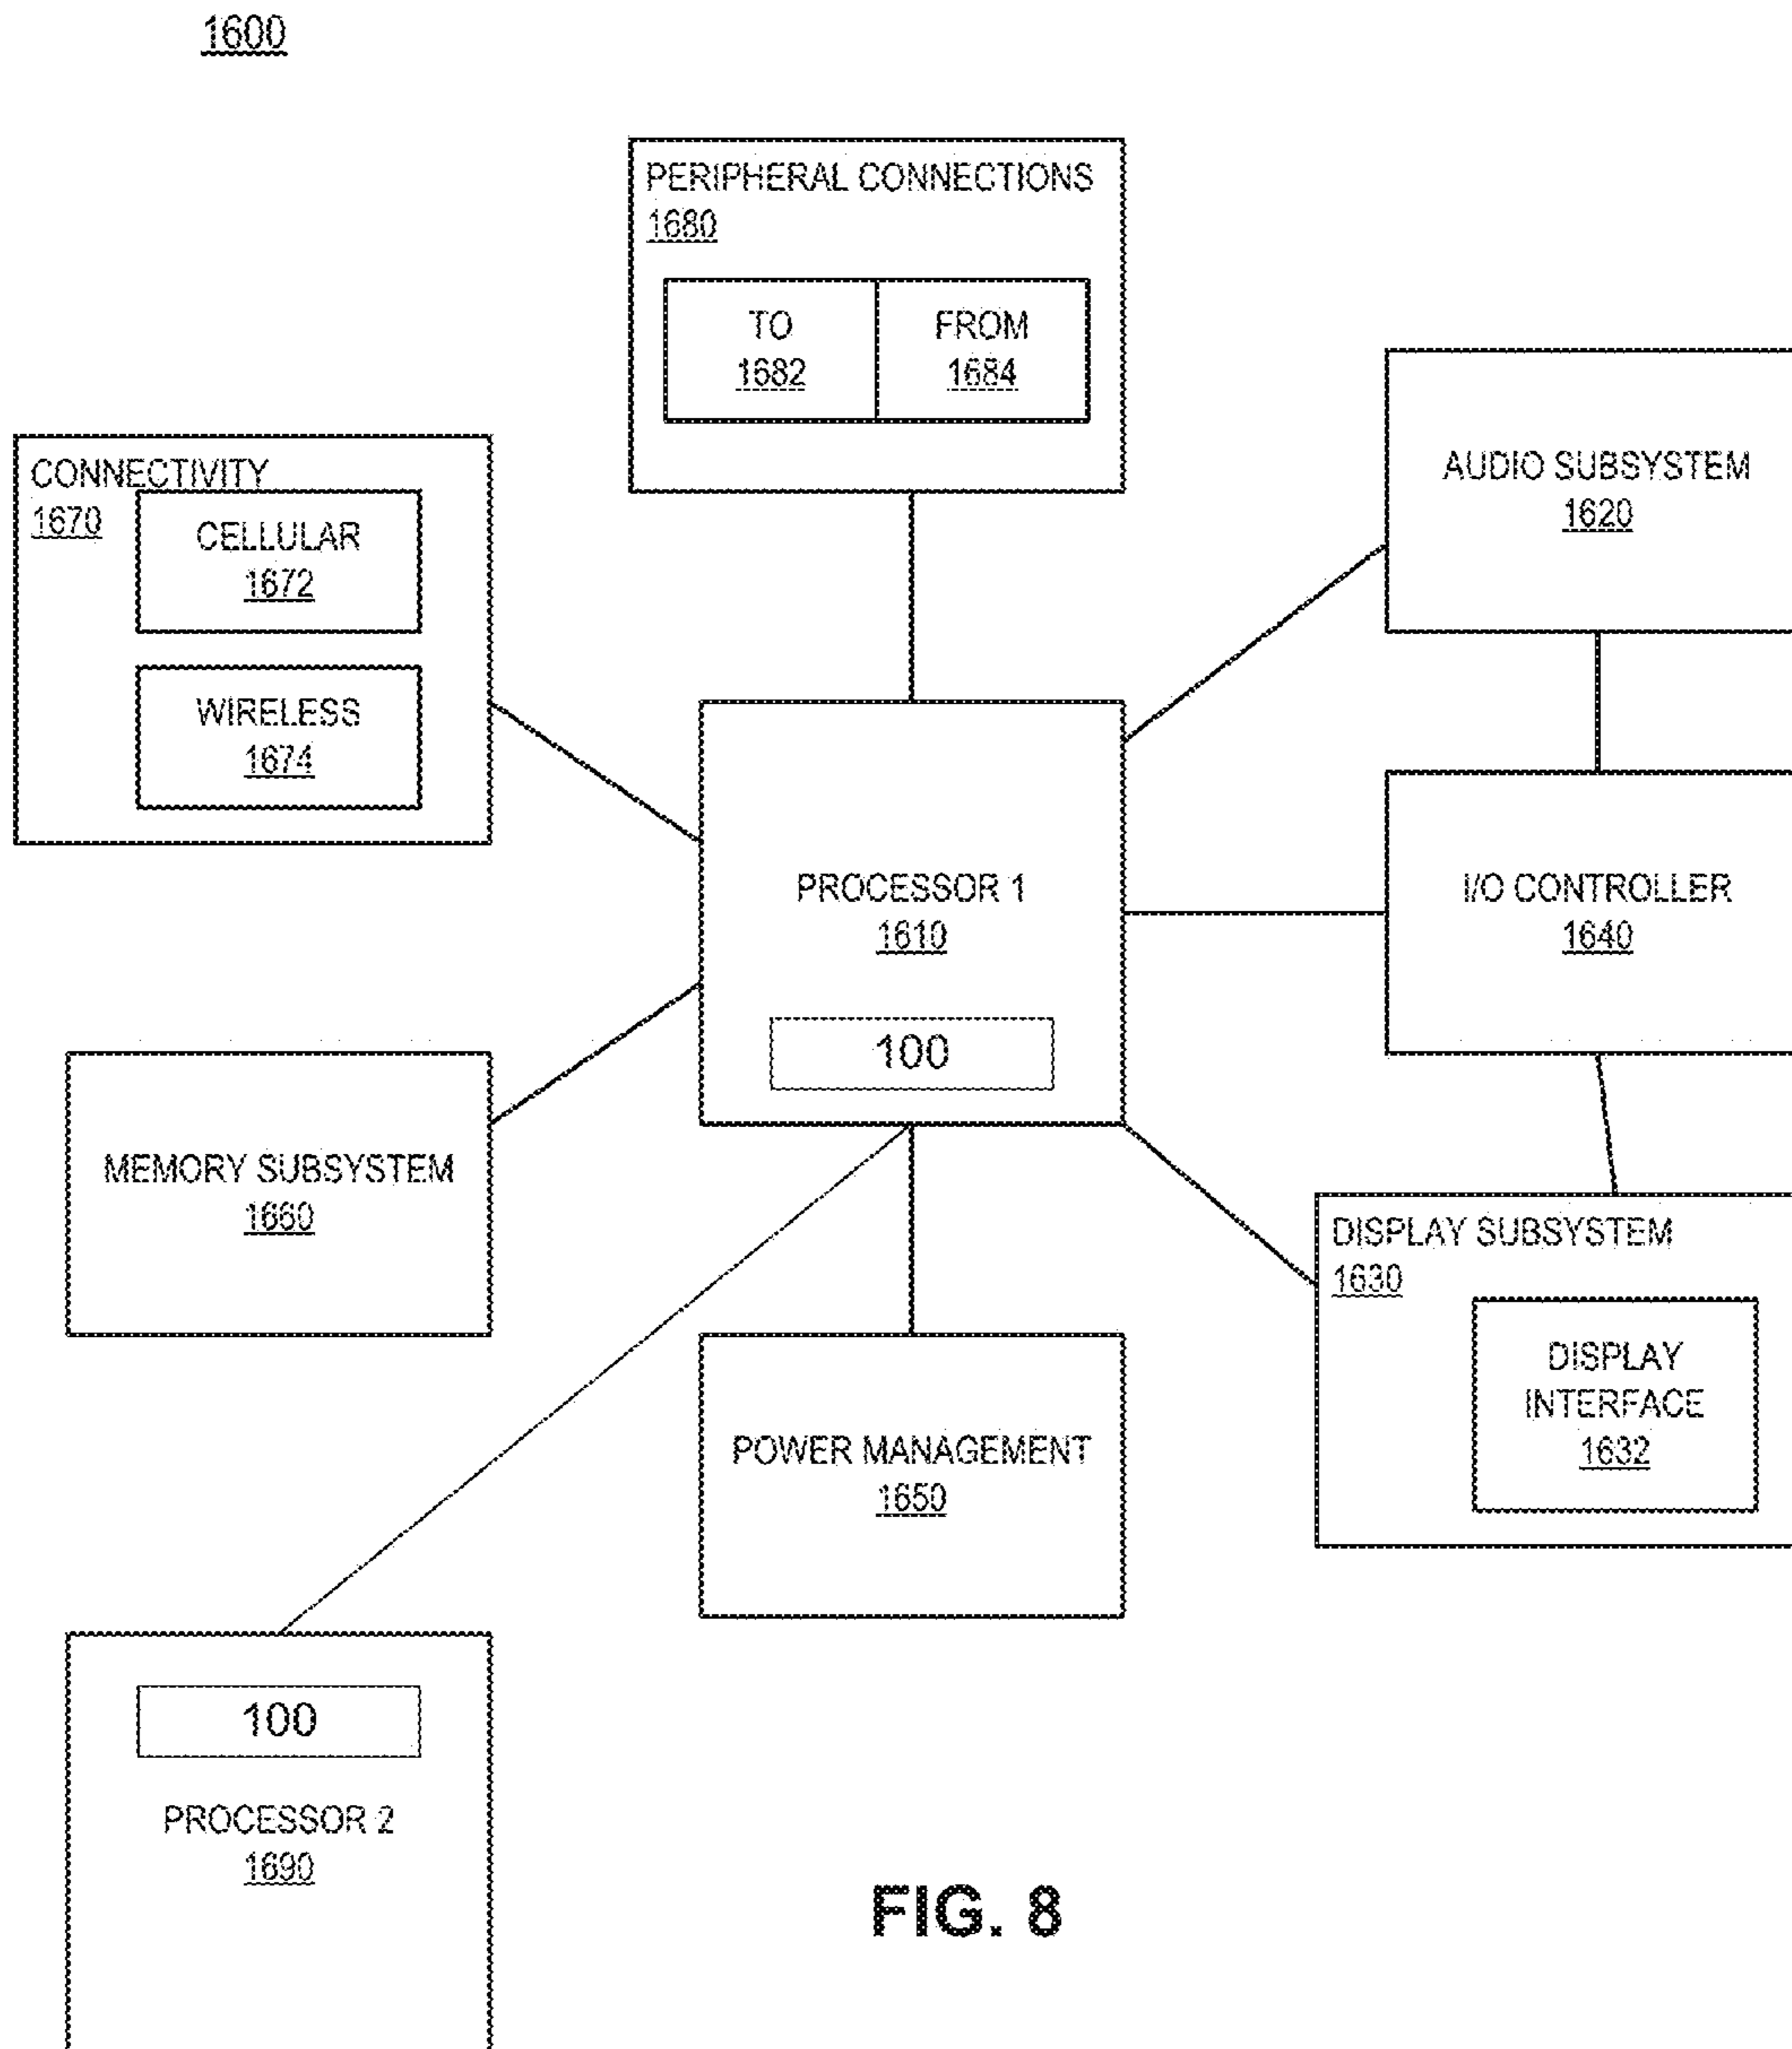 1600
PERIPHERAL CONNECTIONS
1680
TO
1682
FROM
1684
AUDIO SUBSYSTEM
1620
CONNECTIVITY
1670
CELLULAR
1672
WIRELESS
1674
PROCESSOR 1
1610
100
I/O CONTROLLER
1640
MEMORY SUBSYSTEM
1660
DISPLAY SUBSYSTEM
1630
DISPLAY
INTERFACE
1632
POWER MANAGEMENT
1650
100
PROCESSOR 2
1690
FIG. 8